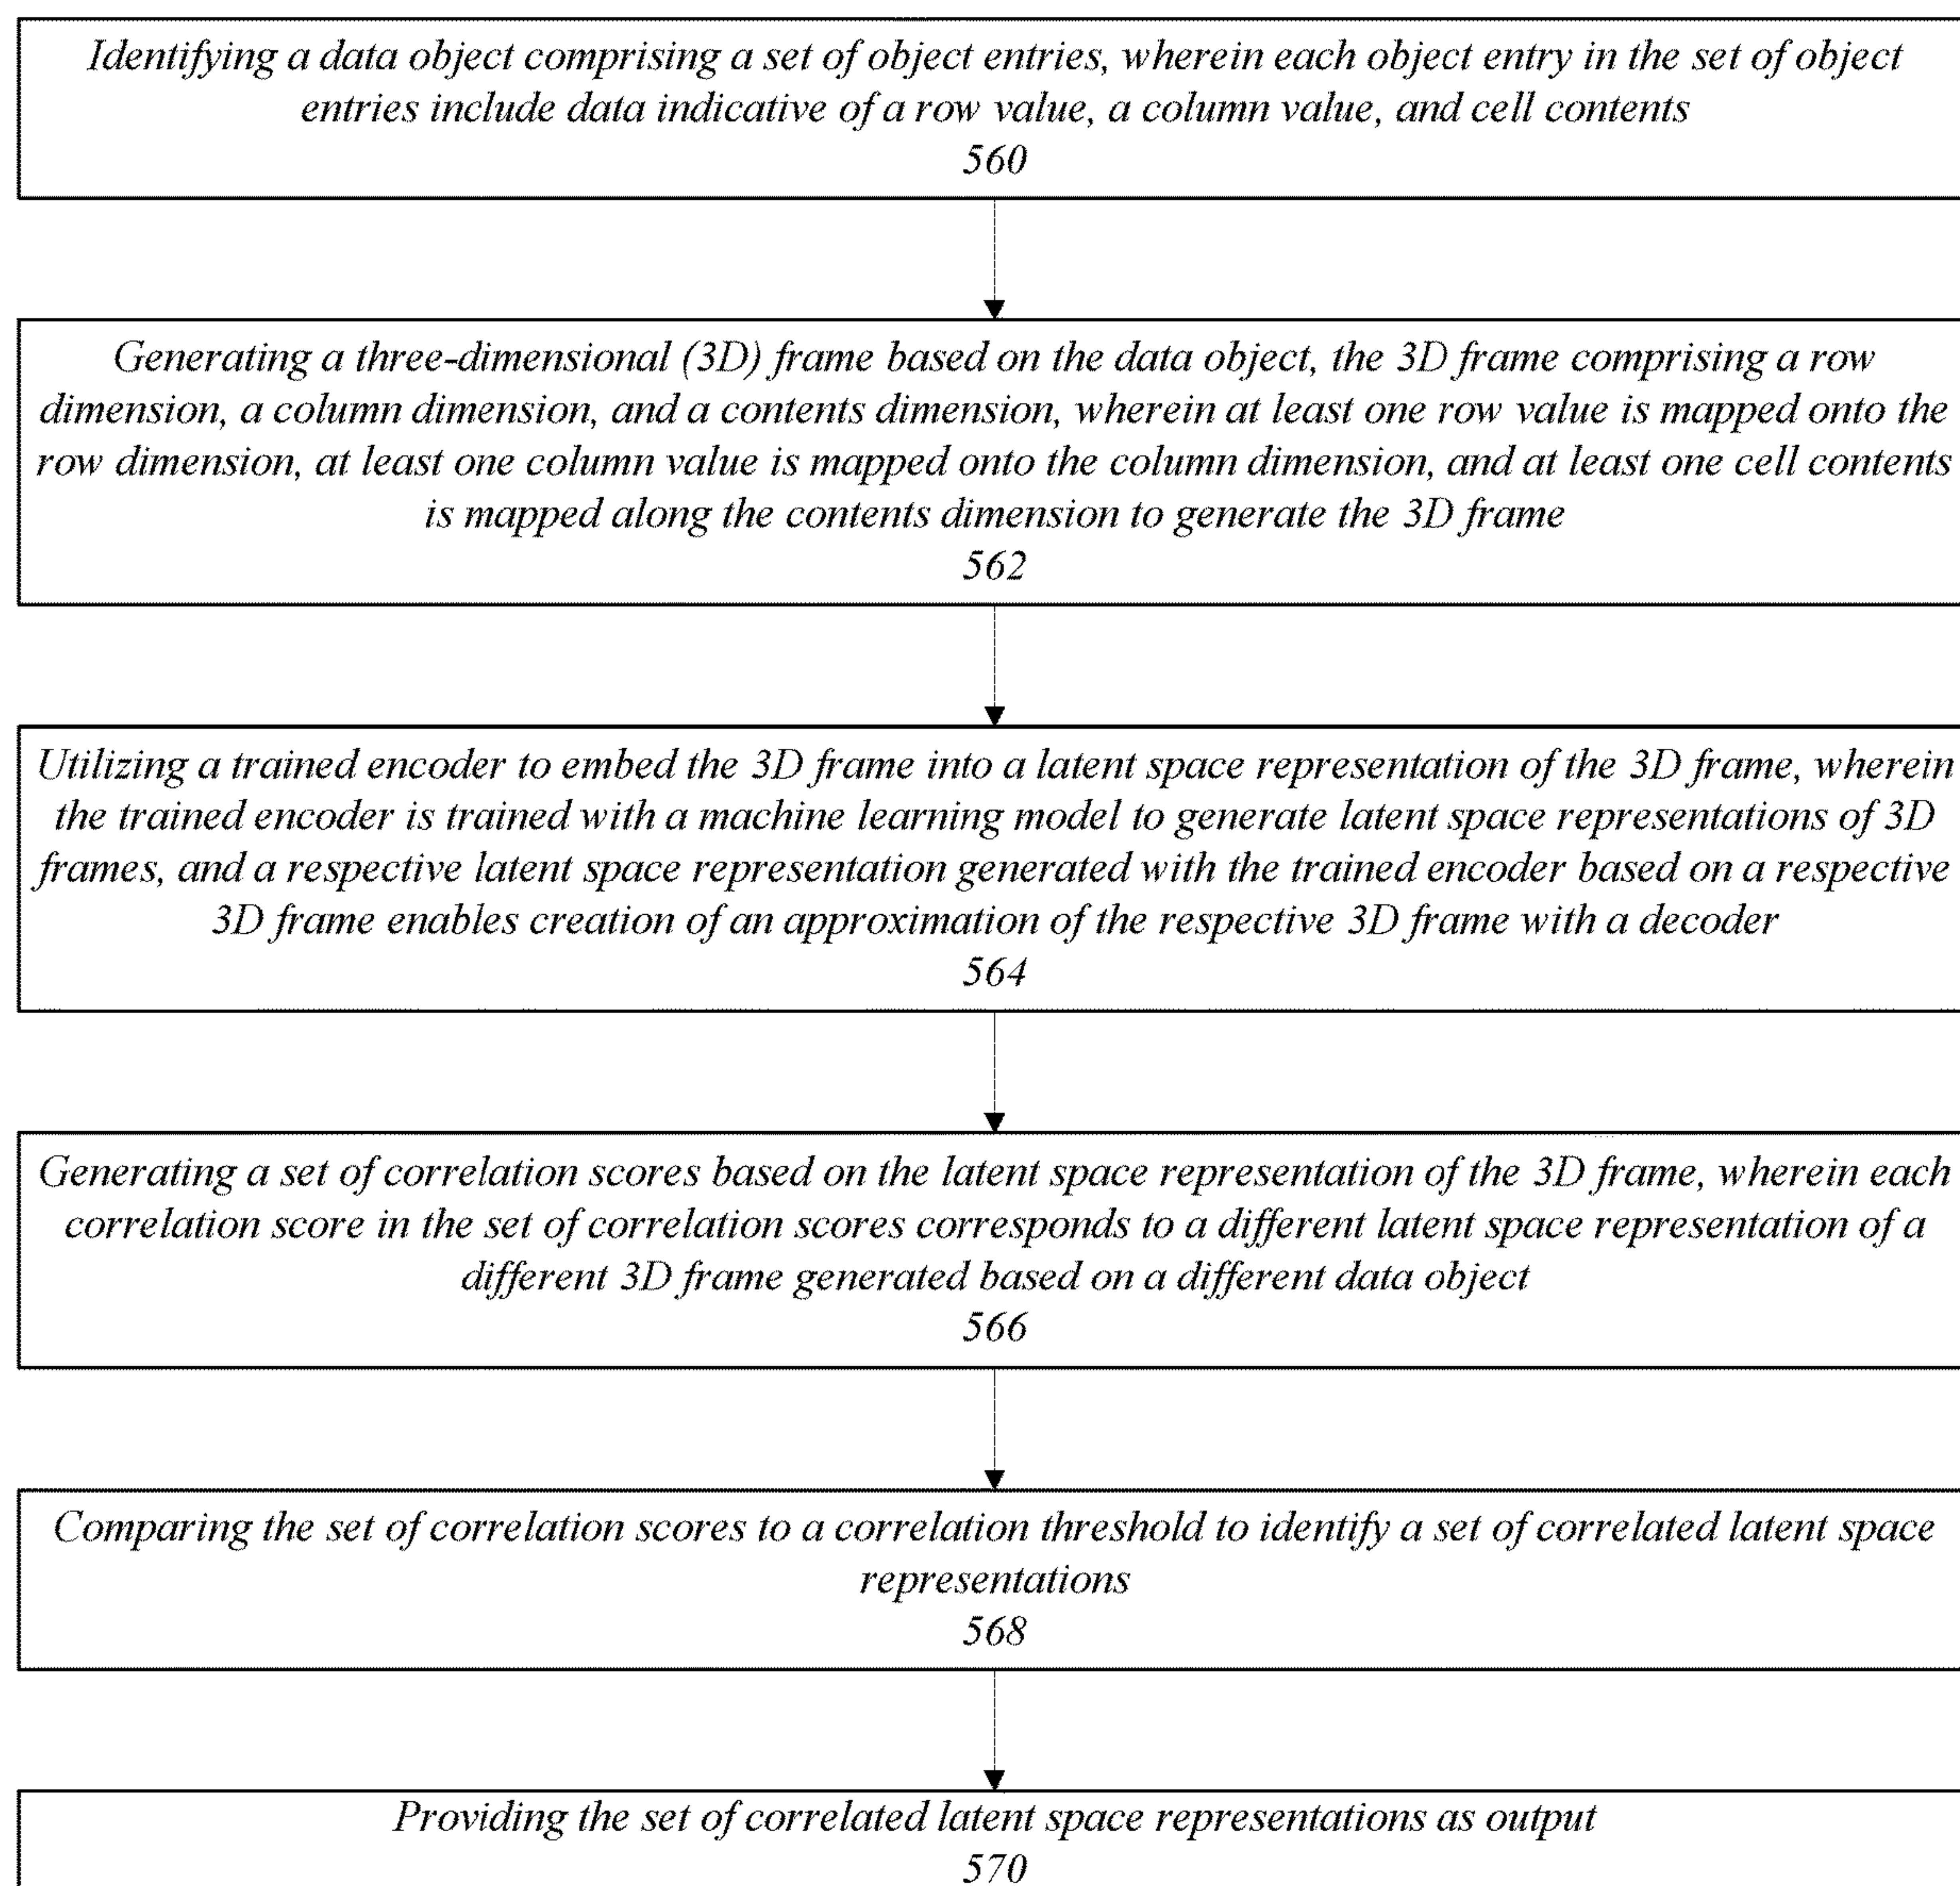 Identifying a data object comprising a set of object entries, wherein each object entry in the set of object
entries include data indicative of a row value, a column value, and cell contents
560
Generating a three-dimensional (3D) frame based on the data object, the 3D frame comprising a row
dimension, a column dimension, and a contents dimension, wherein at least one row value is mapped onto the
row dimension, at least one column value is mapped onto the column dimension, and at least one cell contents
is mapped along the contents dimension to generate the 3D frame
562
Utilizing a trained encoder to embed the 3D frame into a latent space representation of the 3D frame, wherein
the trained encoder is trained with a machine learning model to generate latent space representations of 3D
frames, and a respective latent space representation generated with the trained encoder based on a respective
3D frame enables creation of an approximation of the respective 3D frame with a decoder
564
Generating a set of correlation scores based on the latent space representation of the 3D frame, wherein each
correlation score in the set of correlation scores corresponds to a different latent space representation of a
different 3D frame generated based on a different data object
566
Comparing the set of correlation scores to a correlation threshold to identify a set of correlated latent space
representations
568
Providing the set of correlated latent space representations as output
570